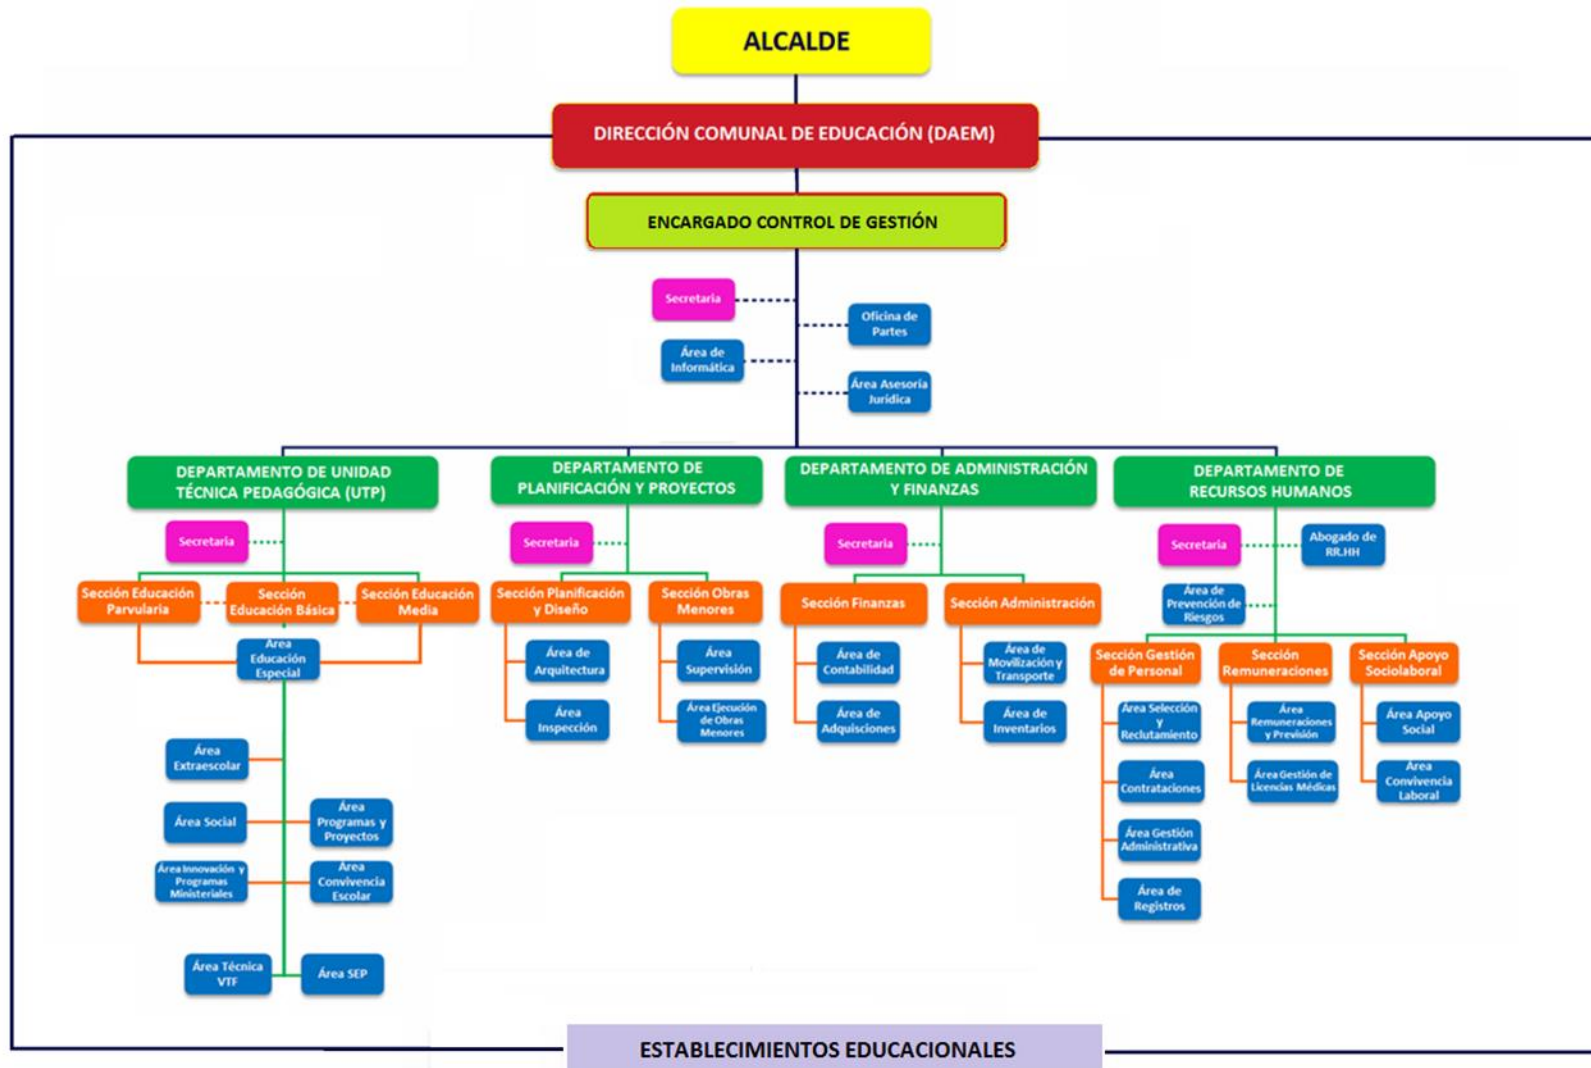 ALCALDE
DIRECCIÓN COMUNAL DE EDUCACIÓN (DAEM)
ENCARGADO CONTROL DE GESTIÓN
Secretaria
Oficina de
Partes
Área de
Informática
Área Asesoría
Jurídica
DEPARTAMENTO DE UNIDAD
TÉCNICA PEDAGÓGICA (UTP)
Secretaria
Sección Educación
Parvularia
Sección
Educación Básica
Sección Educación
Media
Área
Educación
Especial
Área
Extraescolar
Área Social
Área
Programas y
Proyectos
Área Innovación y
Programas
Ministeriales
Área
Convivencia
Escolar
Área Técnica
VTF
Área SEP
DEPARTAMENTO DE
PLANIFICACIÓN Y PROYECTOS
Secretaria
Sección Planificación
y Diseño
Área de
Arquitectura
Área
Inspección
Sección Obras
Menores
Área
Supervisión
Área Ejecución
de Obras
Menores
DEPARTAMENTO DE ADMINISTRACIÓN
Y FINANZAS
Secretaria
Sección Finanzas
Área de
Contabilidad
Área de
Adquisciones
Sección Administración
Área de
Movilización y
Transporte
Área de
Inventarios
DEPARTAMENTO DE
RECURSOS HUMANOS
Secretaria
Abogado de
RR.HH
Área de
Prevención de
Riesgos
Sección Gestión
de Personal
Área Selección
y
Reclutamiento
Área
Contrataciones
Área Gestión
Administrativa
Área de
Registros
Sección
Remuneraciones
Área
Remuneraciones
y Previsión
Área Gestión de
Licencias Médicas
Sección Apoyo
Sociolaboral
Área Apoyo
Social
Área
Convivencia
Laboral
ESTABLECIMIENTOS EDUCACIONALES